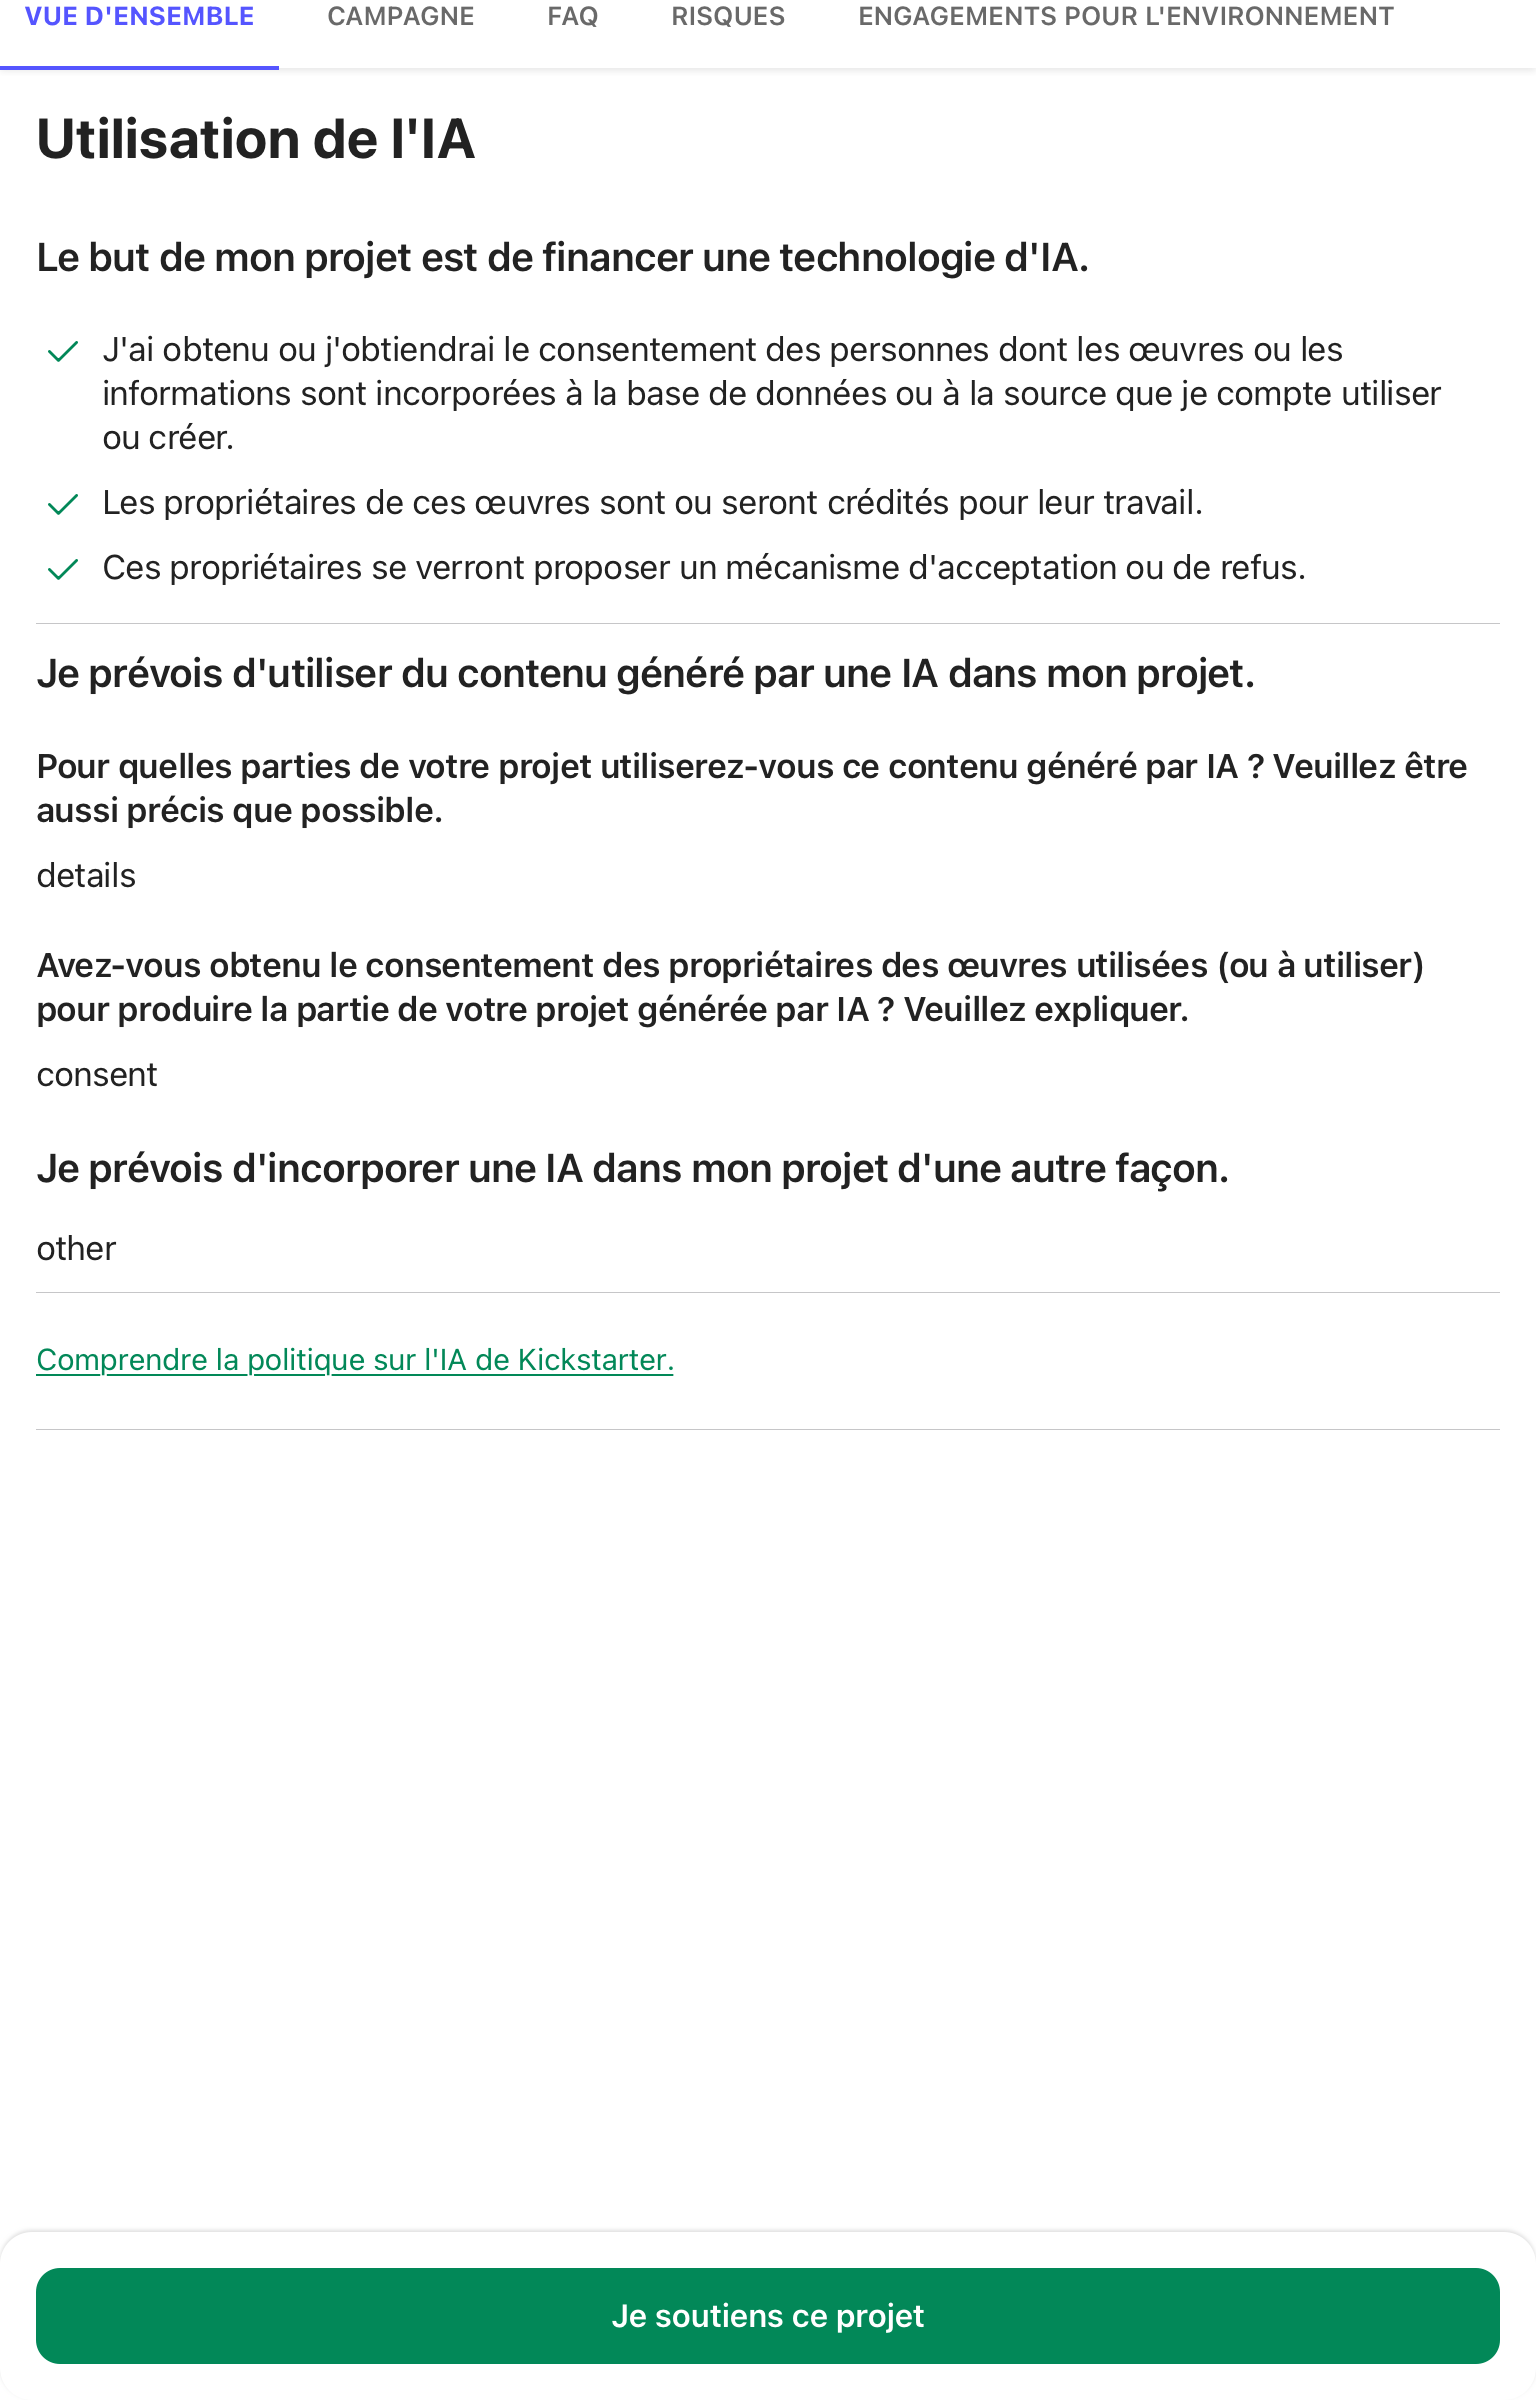 VUE D'ENSEMBLE CAMPAGNE FAQ RISQUES ENGAGEMENTS POUR L'ENVIRONNEMENT
Utilisation de l'IA
Le but de mon projet est de financer une technologie d'IA.
J'ai obtenu ou j'obtiendrai le consentement des personnes dont les œuvres ou les
informations sont incorporées à la base de données ou à la source que je compte utiliser
ou créer.
Les propriétaires de ces œuvres sont ou seront crédités pour leur travail.
Ces propriétaires se verront proposer un mécanisme d'acceptation ou de refus.
Je prévois d'utiliser du contenu généré par une IA dans mon projet.
Pour quelles parties de votre projet utiliserez-vous ce contenu généré par IA ? Veuillez être
aussi précis que possible.
details
Avez-vous obtenu le consentement des propriétaires des œuvres utilisées (ou à utiliser)
pour produire la partie de votre projet générée par IA ? Veuillez expliquer.
consent
Je prévois d'incorporer une IA dans mon projet d'une autre façon.
other
Comprendre la politique sur l'IA de Kickstarter.
Je soutiens ce projet